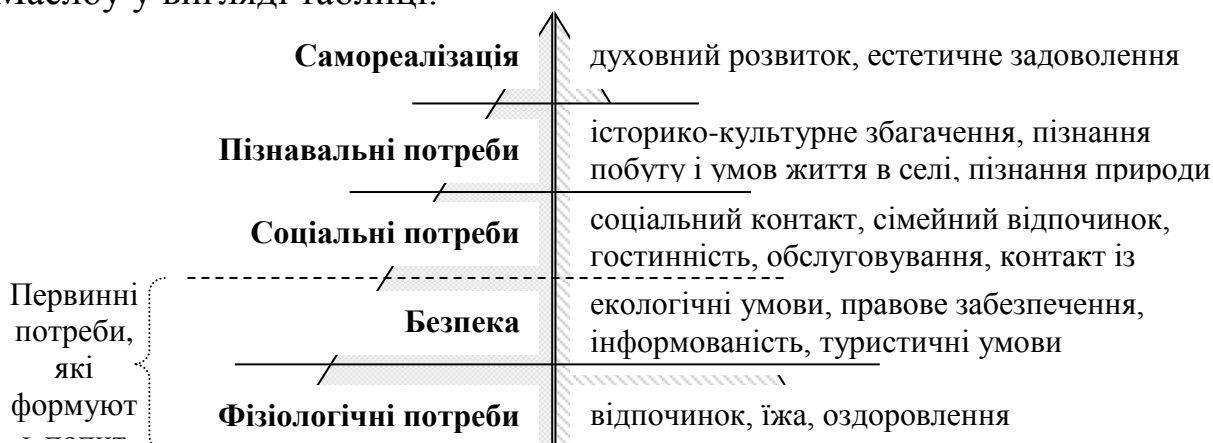 Маслоу у вигляді таблиці.
Самореалізація
духовний розвиток, естетичне задоволення
Пізнавальні потреби
історико-культурне збагачення, пізнання
побуту і умов життя в селі, пізнання природи
Соціальні потреби
соціальний контакт, сімейний відпочинок,
гостинність, обслуговування, контакт із
Безпека
екологічні умови, правове забезпечення,
інформованість, туристичні умови
Первинні
потреби,
які
формуют
ь попит
Фізіологічні потреби
відпочинок, їжа, оздоровлення